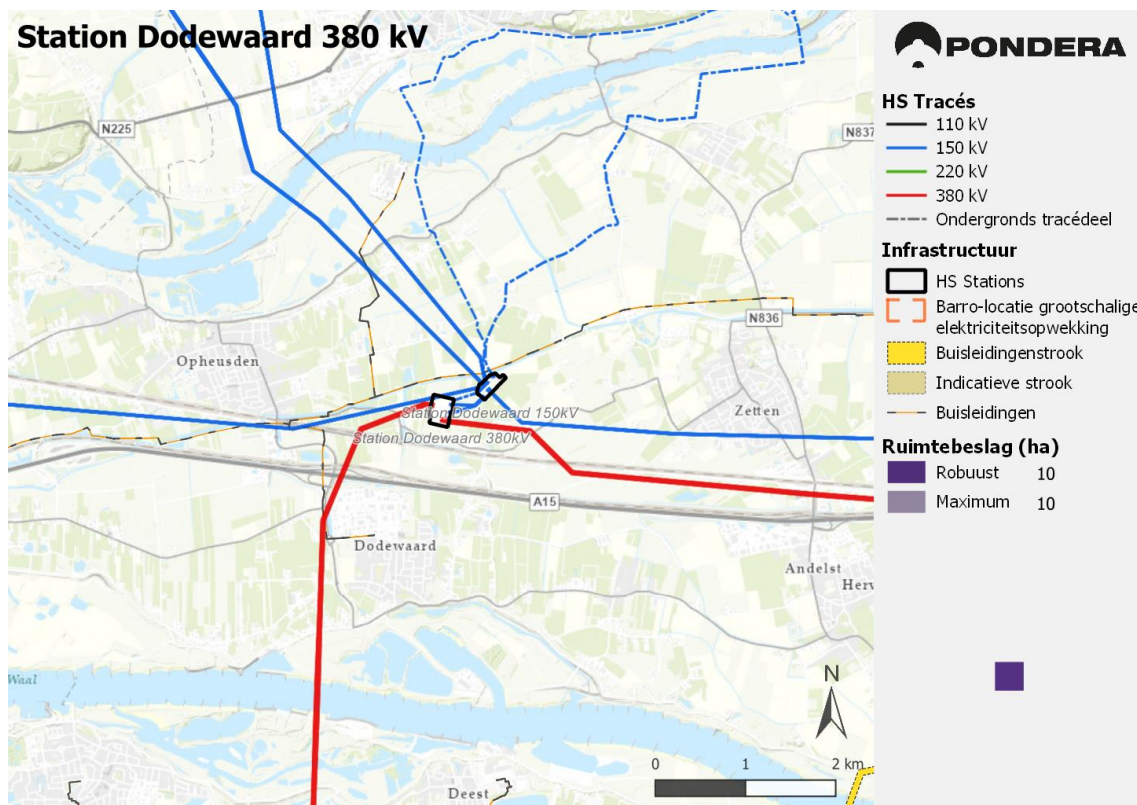 Station Dodewaard 380 kV
PONDERA
HS Tracés
110 kV
150 kV
220 kV
380 kV
Ondergronds tracédeel
Infrastructuur
HS Stations
Barro-locatie grootschalige
elektriciteitsopwekking
Buisleidingenstrook
Indicatieve strook
Buisleidingen
Ruimtebeslag (ha)
Robuust 10
Maximum 10
N225
N837
N836
Opheusden
Zetten
Station Dodewaard 150kV
Station Dodewaard 380kV
A15
Dodewaard
Andelst
Herv
Waal
Deest
N
0 1 2 km